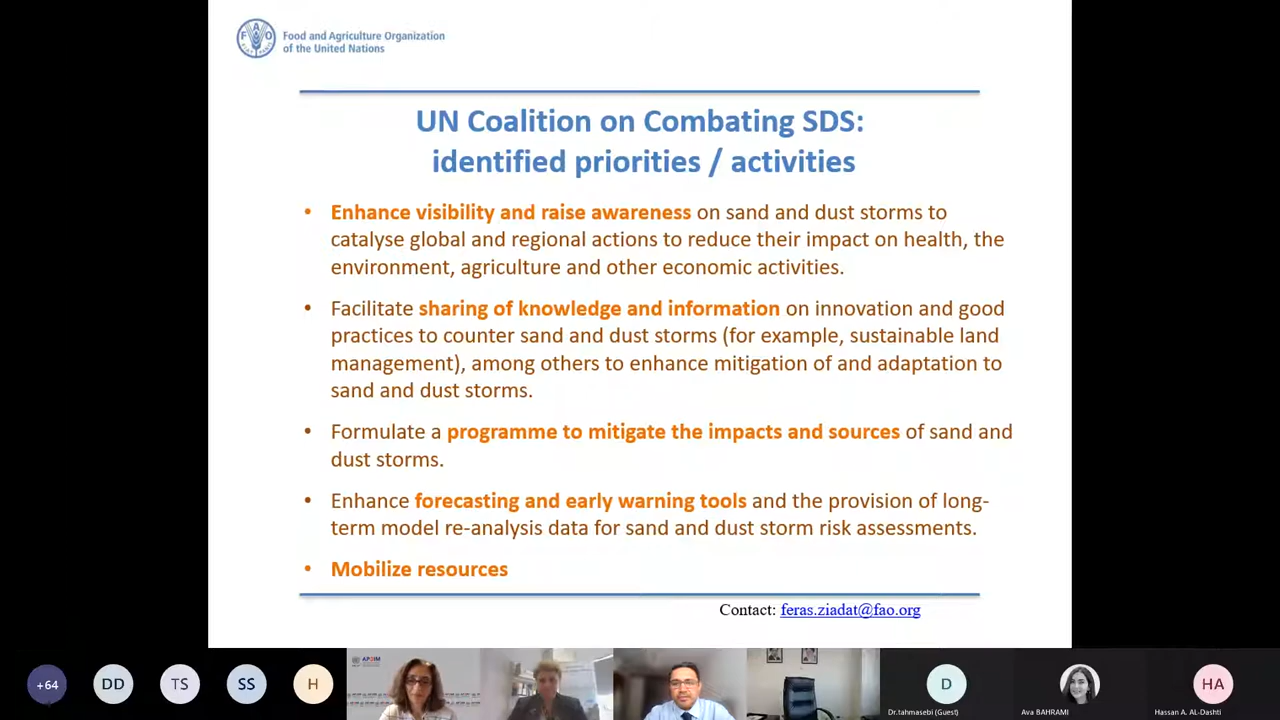 Food and Agriculture Organization
of the United Nations
UN Coalition on Combating SDS:
identified priorities / activities
• Enhance visibility and raise awareness on sand and dust storms to
catalyse global and regional actions to reduce their impact on health, the
environment, agriculture and other economic activities.
• Facilitate sharing of knowledge and information on innovation and good
practices to counter sand and dust storms (for example, sustainable land
management), among others to enhance mitigation of and adaptation to
sand and dust storms.
• Formulate a programme to mitigate the impacts and sources of sand and
dust storms.
• Enhance forecasting and early warning tools and the provision of long-
term model re-analysis data for sand and dust storm risk assessments.
• Mobilize resources
Contact: feras.ziadat@fao.org
+64
DD
TS
SS
H
D
HA
Dr.tahmasebi (Guest)
Ava BAHRAMI
Hassan A. AL-Dashti